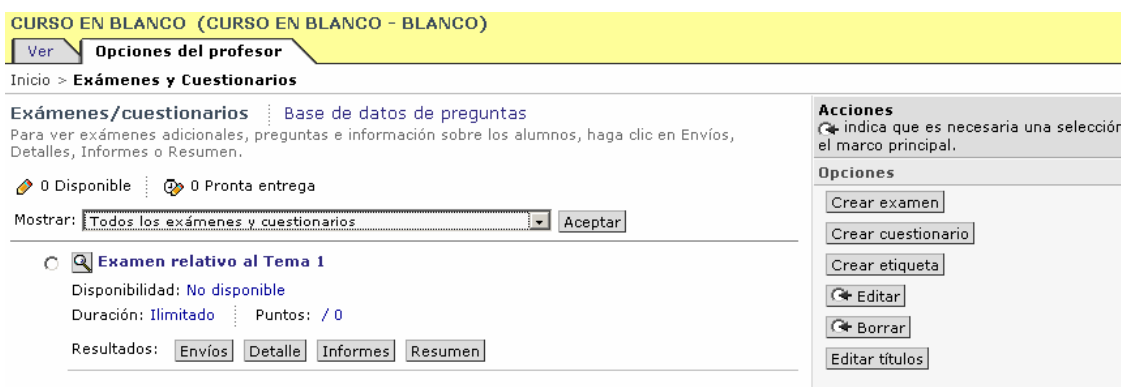 CURSO EN BLANCO (CURSO EN BLANCO - BLANCO)
Ver Opciones del profesor
Inicio > Exámenes y Cuestionarios
Exámenes/cuestionarios Base de datos de preguntas
Para ver exámenes adicionales, preguntas e información sobre los alumnos, haga clic en Envíos,
Detalles, Informes o Resumen.
0 Disponible 0 Pronta entrega
Mostrar: Todos los exámenes y cuestionarios Aceptar
Examen relativo al Tema 1
Disponibilidad: No disponible
Duración: Ilimitado Puntos: / 0
Resultados: Envíos Detalle Informes Resumen
Acciones
indica que es necesaria una selección
el marco principal.
Opciones
Crear examen
Crear cuestionario
Crear etiqueta
Editar
Borrar
Editar títulos